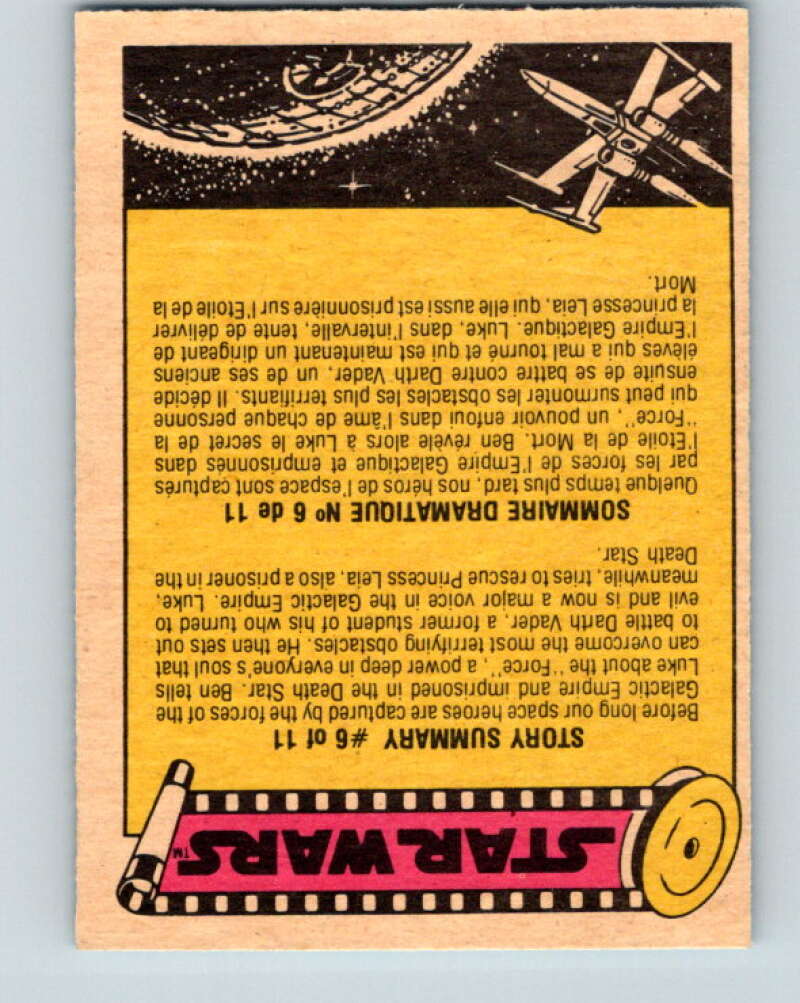 STAR WARS™
STORY SUMMARY #6 of 11
Before long our space heroes are captured by the forces of the
Galactic Empire and imprisoned in the Death Star. Ben tells
Luke about the "Force", a power deep in everyone's soul that
can overcome the most terrifying obstacles. He then sets out
to battle Darth Vader, a former student of his who turned to
evil and is now a major voice in the Galactic Empire. Luke,
meanwhile, tries to rescue Princess Leia, also a prisoner in the
Death Star.
SOMMAIRE DRAMATIQUE Nº 6 de 11
Quelque temps plus tard, nos héros de l'espace sont capturés
par les forces de l'Empire Galactique et emprisonnés dans
l'Etoile de la Mort. Ben révèle alors à Luke le secret de la
"Force", un pouvoir enfoui dans l'âme de chaque personne
qui peut surmonter les obstacles les plus terrifiants. Il décide
ensuite de se battre contre Darth Vader, un de ses anciens
élèves qui a mal tourné et qui est maintenant un dirigeant de
l'Empire Galactique. Luke, dans l'intervalle, tente de délivrer
la princesse Leia, qui elle aussi est prisonnière sur l'Etoile de la
Mort.